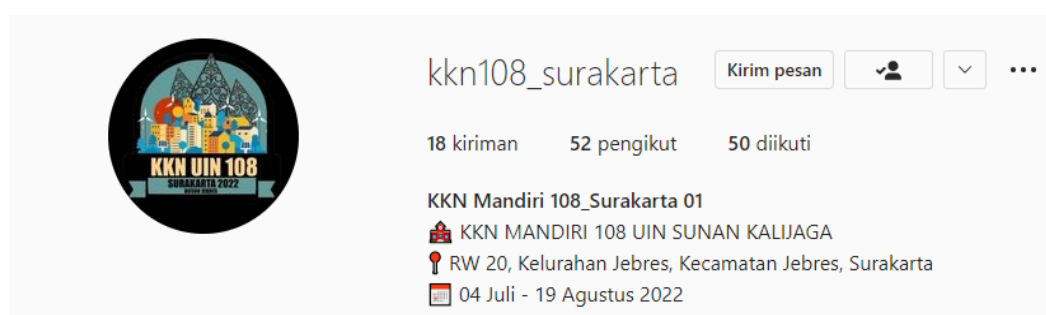 KKN UIN 108
SURAKARTA 2022
kkn108_surakarta
Kirim pesan
18 kiriman 52 pengikut 50 diikuti
KKN Mandiri 108_Surakarta 01
KKN MANDIRI 108 UIN SUNAN KALIJAGA
RW 20, Kelurahan Jebres, Kecamatan Jebres, Surakarta
04 Juli - 19 Agustus 2022